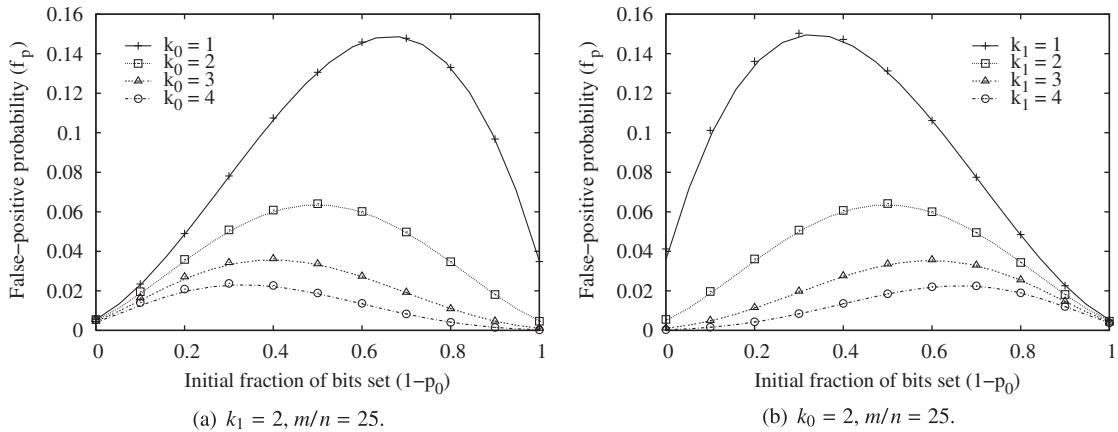 0.16
0.14
0.12
0.1
0.08
0.06
0.04
0.02
0
False−positive probability (f_p)
k_0 = 1
k_0 = 2
k_0 = 3
k_0 = 4
0 0.2 0.4 0.6 0.8 1
Initial fraction of bits set (1−p_0)
(a) k_1 = 2, m/n = 25.
0.16
0.14
0.12
0.1
0.08
0.06
0.04
0.02
0
False−positive probability (f_p)
k_1 = 1
k_1 = 2
k_1 = 3
k_1 = 4
0 0.2 0.4 0.6 0.8 1
Initial fraction of bits set (1−p_0)
(b) k_0 = 2, m/n = 25.